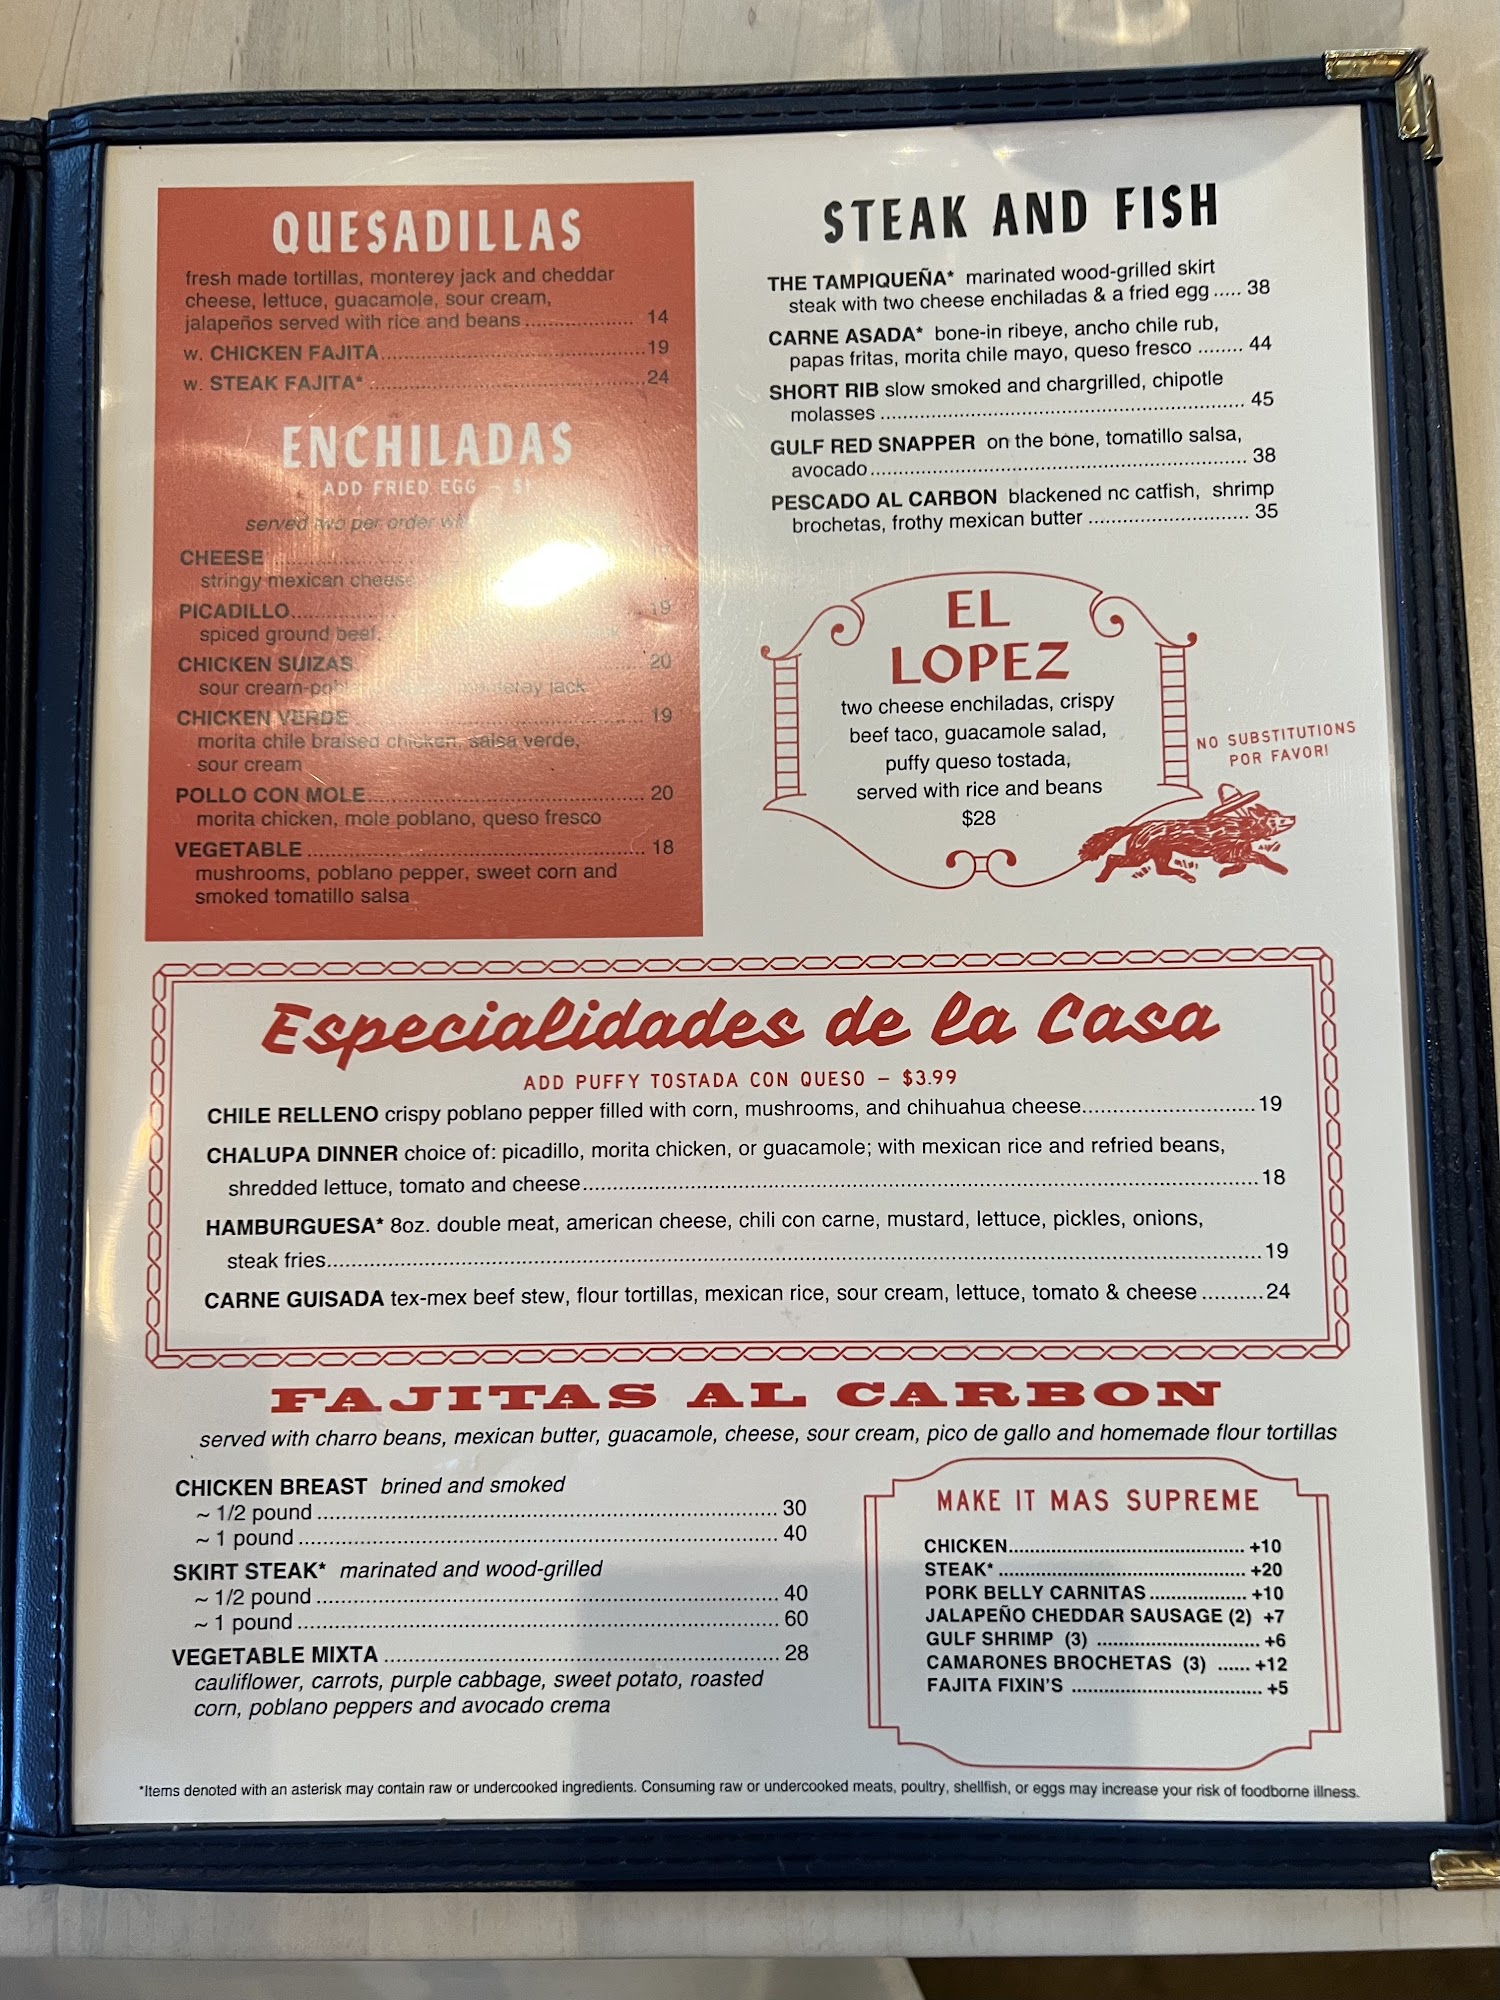 QUESADILLAS
fresh made tortillas, monterey jack and cheddar
cheese, lettuce, guacamole, sour cream,
jalapeños served with rice and beans .................... 14
w. CHICKEN FAJITA.................................................19
w. STEAK FAJITA* ...................................................24
ENCHILADAS
ADD FRIED EGG – $1
served two per order
CHEESE
stringy mexican cheese
PICADILLO.................. 19
spiced ground beef,
CHICKEN SUIZAS 20
sour cream- jack
CHICKEN VERDE ........ 19
morita chile braised chicken, salsa verde,
sour cream
POLLO CON MOLE.................................................... 20
morita chicken, mole poblano, queso fresco
VEGETABLE ................................................................ 18
mushrooms, poblano pepper, sweet corn and
smoked tomatillo salsa
STEAK AND FISH
THE TAMPIQUEÑA* marinated wood-grilled skirt
steak with two cheese enchiladas & a fried egg ..... 38
CARNE ASADA* bone-in ribeye, ancho chile rub,
papas fritas, morita chile mayo, queso fresco ........ 44
SHORT RIB slow smoked and chargrilled, chipotle
molasses .................................................................. 45
GULF RED SNAPPER on the bone, tomatillo salsa,
avocado.................................................................... 38
PESCADO AL CARBON blackened nc catfish, shrimp
brochetas, frothy mexican butter ............................. 35
EL
LOPEZ
two cheese enchiladas, crispy
beef taco, guacamole salad,
puffy queso tostada,
served with rice and beans
$28
NO SUBSTITUTIONS
POR FAVOR!
Especialidades de la Casa
ADD PUFFY TOSTADA CON QUESO – $3.99
CHILE RELLENO crispy poblano pepper filled with corn, mushrooms, and chihuahua cheese.............................19
CHALUPA DINNER choice of: picadillo, morita chicken, or guacamole; with mexican rice and refried beans,
shredded lettuce, tomato and cheese....................................................................................................................18
HAMBURGUESA* 8oz. double meat, american cheese, chili con carne, mustard, lettuce, pickles, onions,
steak fries..............................................................................................................................................................19
CARNE GUISADA tex-mex beef stew, flour tortillas, mexican rice, sour cream, lettuce, tomato & cheese ..........24
FAJITAS AL CARBON
served with charro beans, mexican butter, guacamole, cheese, sour cream, pico de gallo and homemade flour tortillas
CHICKEN BREAST brined and smoked
~ 1/2 pound ................................................................................ 30
~ 1 pound ................................................................................... 40
SKIRT STEAK* marinated and wood-grilled
~ 1/2 pound ................................................................................ 40
~ 1 pound ................................................................................... 60
VEGETABLE MIXTA .................................................................... 28
cauliflower, carrots, purple cabbage, sweet potato, roasted
corn, poblano peppers and avocado crema
MAKE IT MAS SUPREME
CHICKEN......................................... +10
STEAK* ........................................... +20
PORK BELLY CARNITAS................. +10
JALAPEÑO CHEDDAR SAUSAGE (2) +7
GULF SHRIMP (3) ............................. +6
CAMARONES BROCHETAS (3) ...... +12
FAJITA FIXIN'S .................................. +5
*Items denoted with an asterisk may contain raw or undercooked ingredients. Consuming raw or undercooked meats, poultry, shellfish, or eggs may increase your risk of foodborne illness.